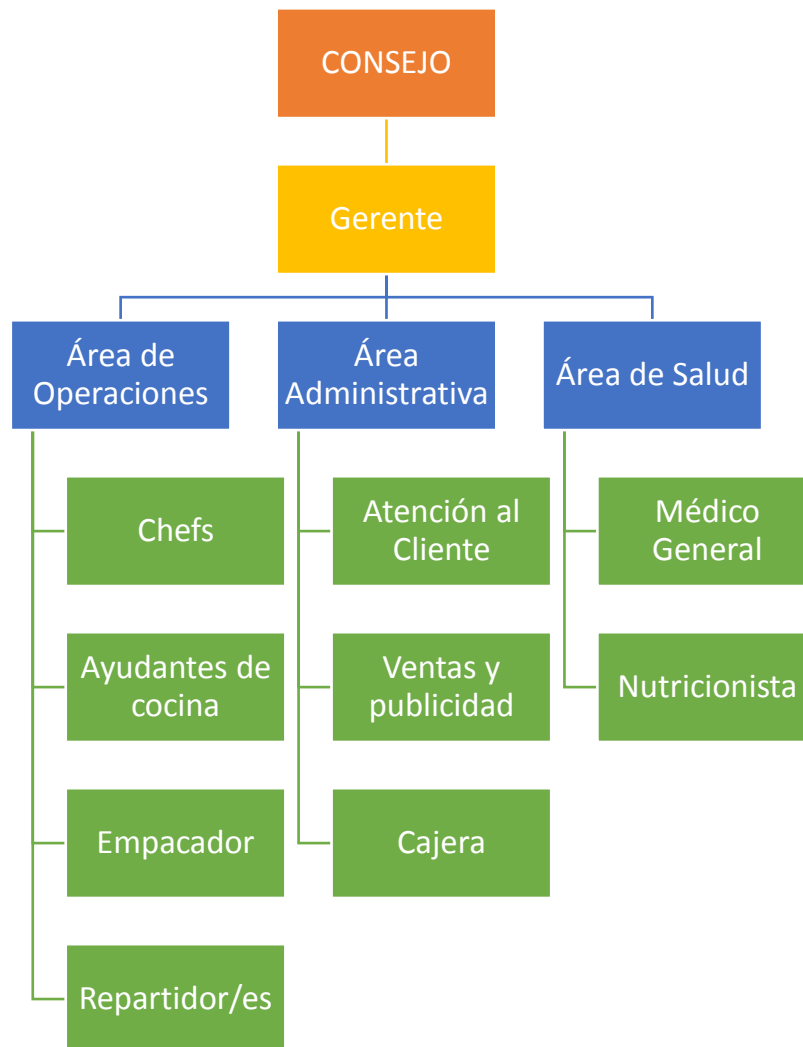 CONSEJO
Gerente
Área de
Operaciones
Área
Administrativa
Área de Salud
Chefs
Atención al
Cliente
Médico
General
Ayudantes de
cocina
Ventas y
publicidad
Nutricionista
Empacador
Cajera
Repartidor/es